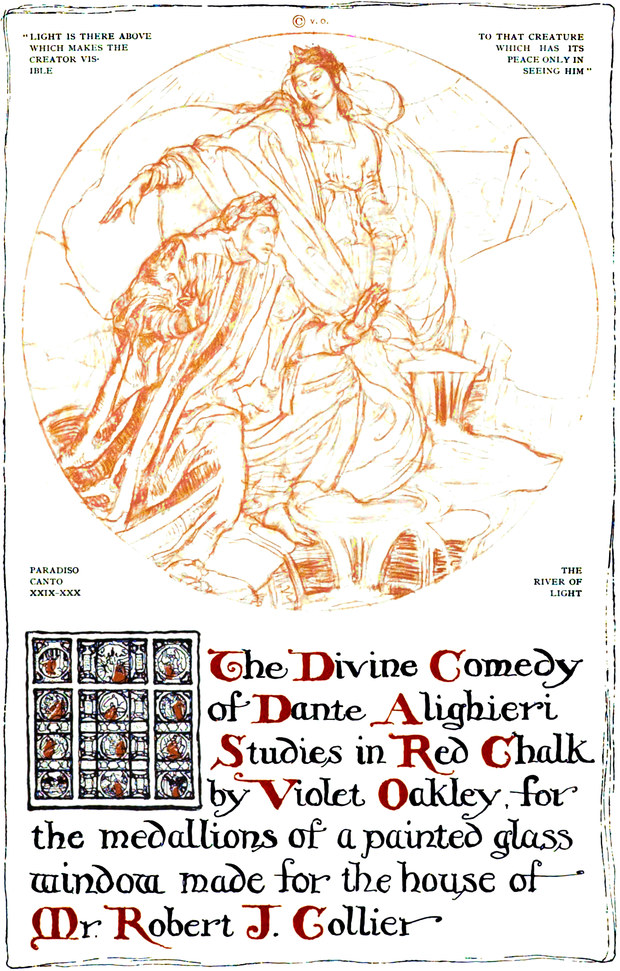 © V. O.
"LIGHT IS THERE ABOVE
WHICH MAKES THE
CREATOR VIS-
IBLE
TO THAT CREATURE
WHICH HAS ITS
PEACE ONLY IN
SEEING HIM"
PARADISO
CANTO
XXIX-XXX
THE
RIVER OF
LIGHT
The Divine Comedy
of Dante Alighieri
Studies in Red Chalk
by Violet Oakley, for
the medallions of a painted glass
window made for the house of
Mr. Robert J. Collier